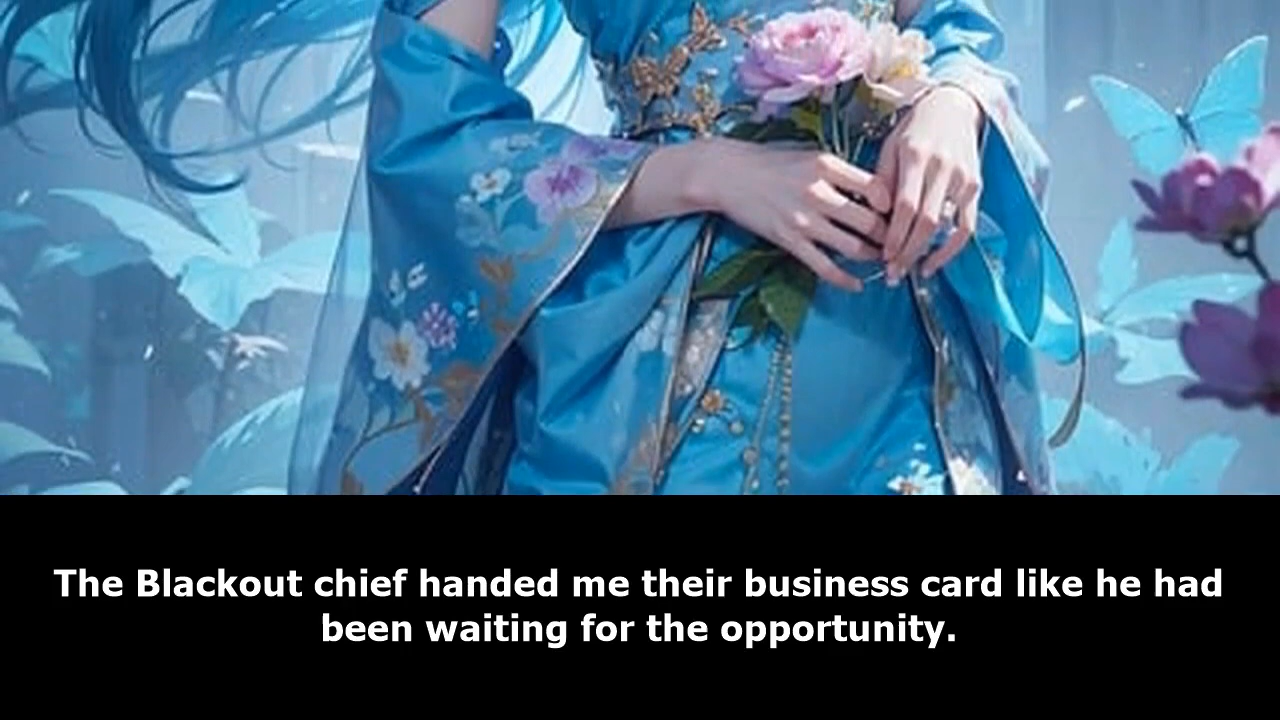 The Blackout chief handed me their business card like he had
been waiting for the opportunity.